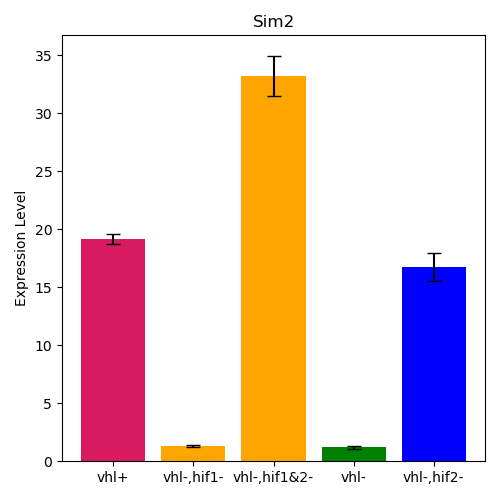 Sim2
Expression Level
35
30
25
20
15
10
5
0
vhl+
vhl-,hif1-
vhl-,hif1&2-
vhl-
vhl-,hif2-